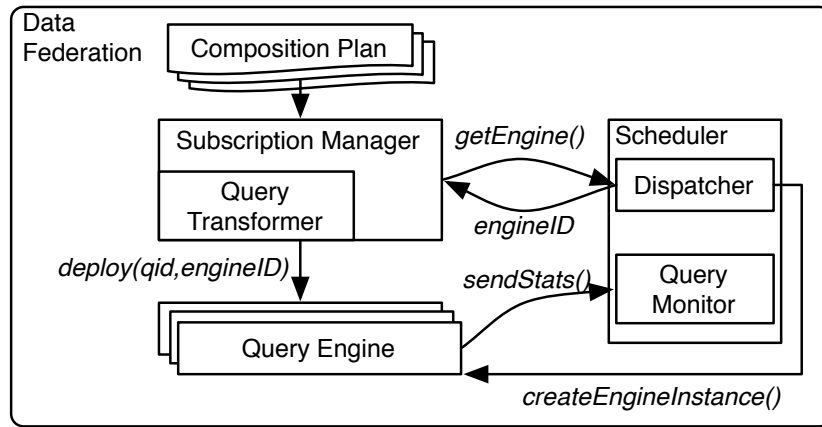 Data
Federation
Composition Plan
Subscription Manager
Query
Transformer
getEngine()
engineID
Scheduler
Dispatcher
Query
Monitor
deploy(qid,engineID)
sendStats()
Query Engine
createEngineInstance()